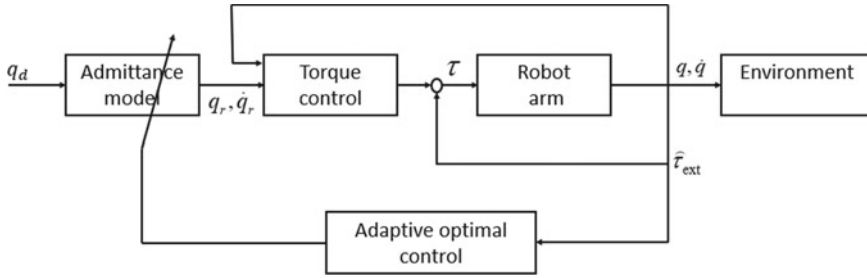 q_d
Admittance
model
q_r, q̇_r
Torque
control
τ
Robot
arm
q, q̇
Environment
τ̂_ext
Adaptive optimal
control